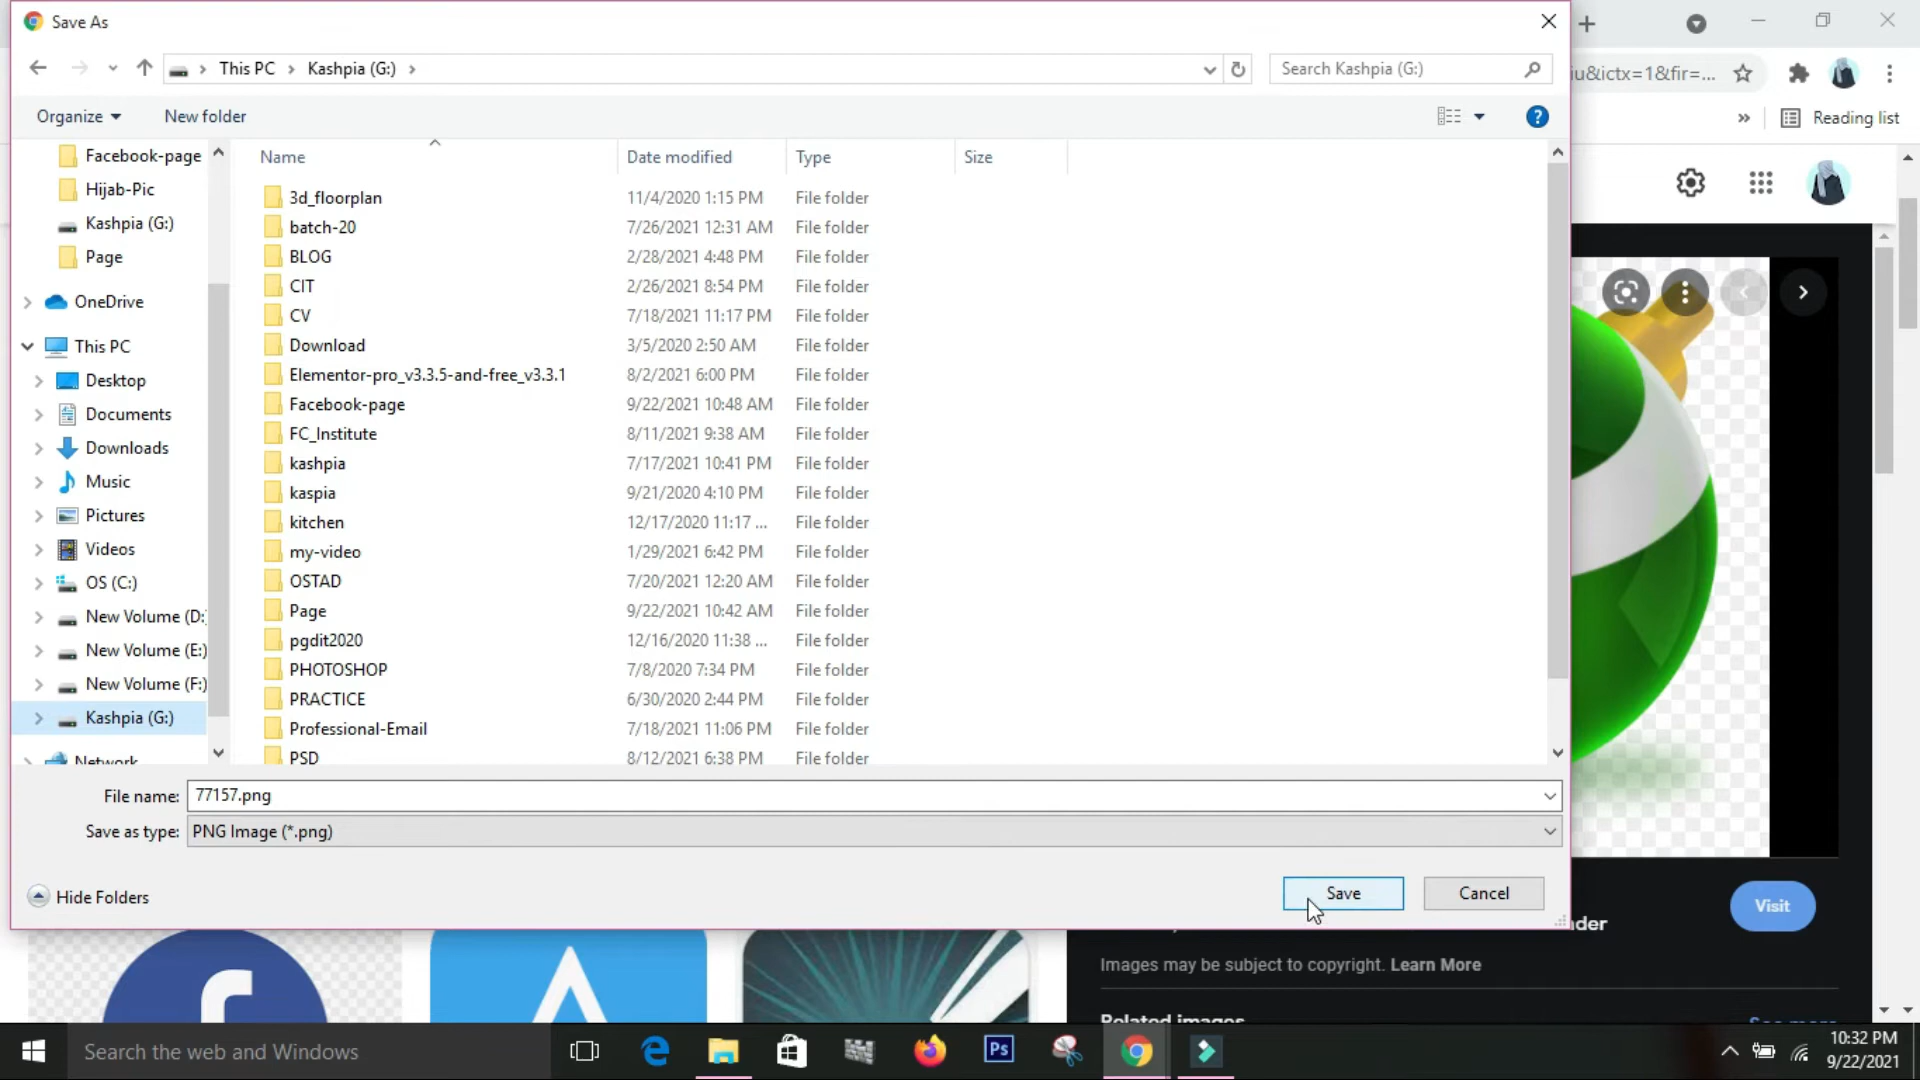 Save As
This PC
Kashpia (G:)
Search Kashpia (G:)
iu&ictx=1&fir=...
Organize
New folder
Reading list
Facebook-page
Hijab-Pic
Kashpia (G:)
Page
OneDrive
This PC
Desktop
Documents
Downloads
Music
Pictures
Videos
OS (C:)
New Volume (D:
New Volume (E:)
New Volume (F:)
Kashpia (G:)
Network
Name Date modified Type Size
3d_floorplan 11/4/2020 1:15 PM File folder
batch-20 7/26/2021 12:31 AM File folder
BLOG 2/28/2021 4:48 PM File folder
CIT 2/26/2021 8:54 PM File folder
CV 7/18/2021 11:17 PM File folder
Download 3/5/2020 2:50 AM File folder
Elementor-pro_v3.3.5-and-free_v3.3.1 8/2/2021 6:00 PM File folder
Facebook-page 9/22/2021 10:48 AM File folder
FC_Institute 8/11/2021 9:38 AM File folder
kashpia 7/17/2021 10:41 PM File folder
kaspia 9/21/2020 4:10 PM File folder
kitchen 12/17/2020 11:17 ... File folder
my-video 1/29/2021 6:42 PM File folder
OSTAD 7/20/2021 12:20 AM File folder
Page 9/22/2021 10:42 AM File folder
pgdit2020 12/16/2020 11:38 ... File folder
PHOTOSHOP 7/8/2020 7:34 PM File folder
PRACTICE 6/30/2020 2:44 PM File folder
Professional-Email 7/18/2021 11:06 PM File folder
PSD 8/12/2021 6:38 PM File folder
File name: 77157.png
Save as type: PNG Image (*.png)
Hide Folders
Save
Cancel
Visit
Images may be subject to copyright. Learn More
Related images
See more
Search the web and Windows
Ps
10:32 PM
9/22/2021